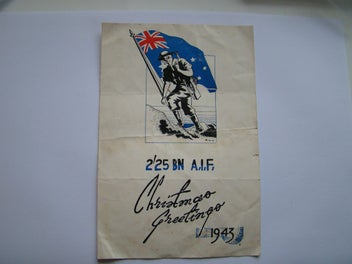 2/25 BN A.I.F.
Christmas
Greetings
1943